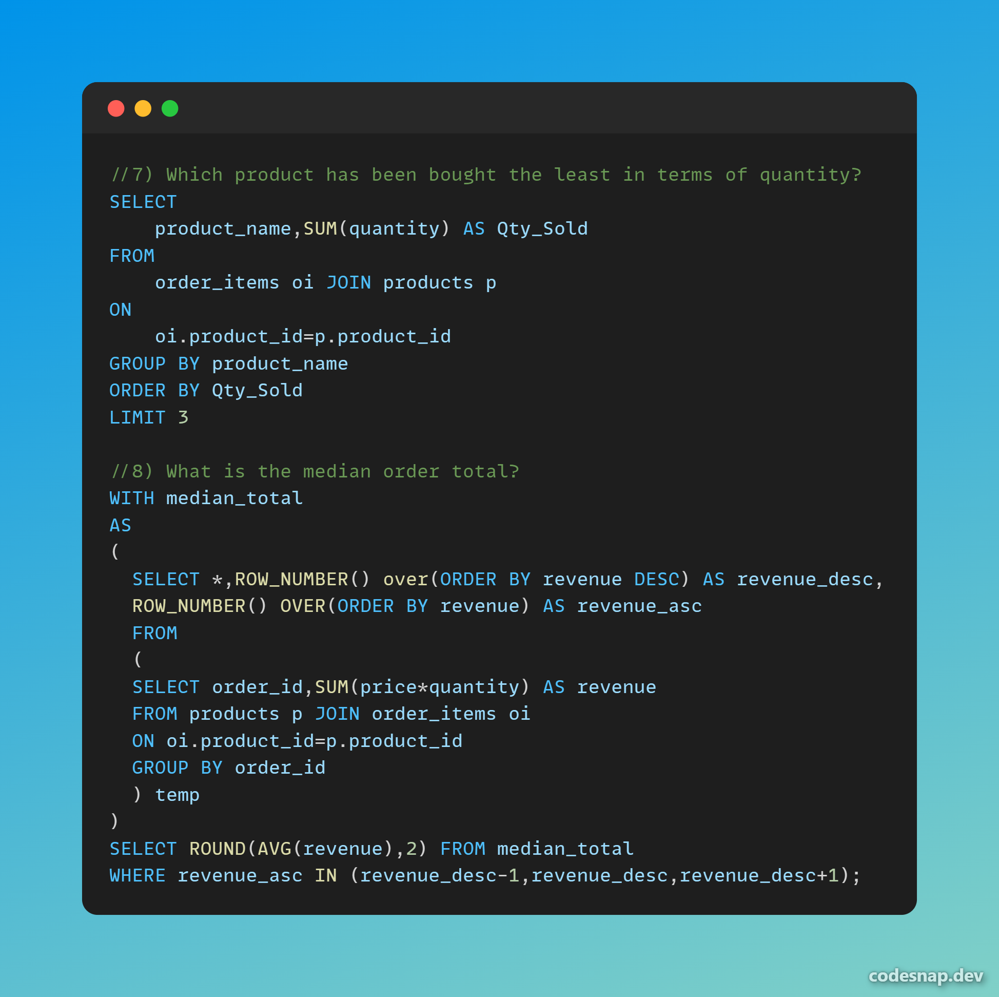 //7) Which product has been bought the least in terms of quantity?
SELECT
    product_name,SUM(quantity) AS Qty_Sold
FROM
    order_items oi JOIN products p
ON
    oi.product_id=p.product_id
GROUP BY product_name
ORDER BY Qty_Sold
LIMIT 3

//8) What is the median order total?
WITH median_total
AS
(
  SELECT *,ROW_NUMBER() over(ORDER BY revenue DESC) AS revenue_desc,
  ROW_NUMBER() OVER(ORDER BY revenue) AS revenue_asc
  FROM
  (
  SELECT order_id,SUM(price*quantity) AS revenue
  FROM products p JOIN order_items oi
  ON oi.product_id=p.product_id
  GROUP BY order_id
  ) temp
)
SELECT ROUND(AVG(revenue),2) FROM median_total
WHERE revenue_asc IN (revenue_desc-1,revenue_desc,revenue_desc+1);
codesnap.dev